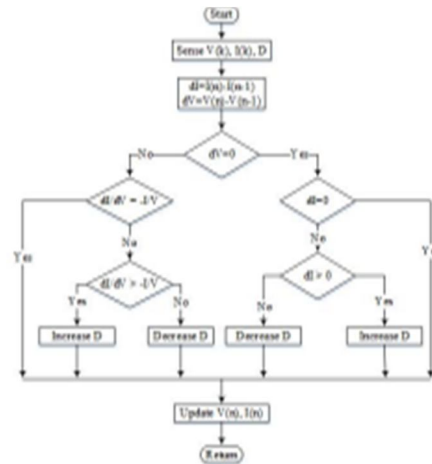 Start
Sense V(k), I(k), D
dI=I(n)-I(n-1)
dV=V(n)-V(n-1)
dV=0
No
Yes
dI/dV = -I/V
dI=0
Yes
No
No
Yes
dI/dV > -I/V
dI > 0
Yes
No
No
Yes
Increase D
Decrease D
Decrease D
Increase D
Update V(n), I(n)
Return